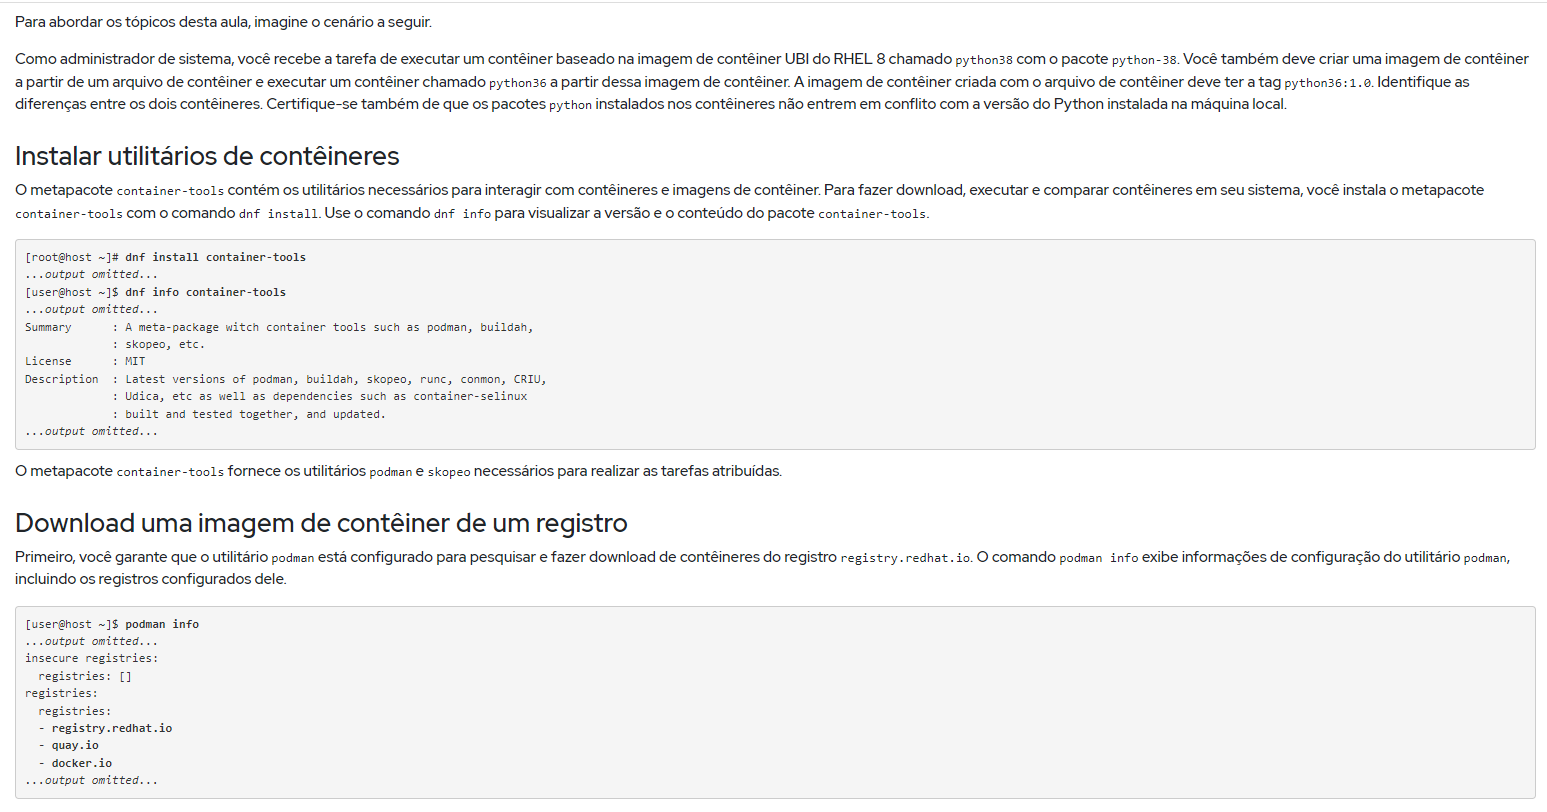 Para abordar os tópicos desta aula, imagine o cenário a seguir.
Como administrador de sistema, você recebe a tarefa de executar um contêiner baseado na imagem de contêiner UBI do RHEL 8 chamado python38 com o pacote python-38. Você também deve criar uma imagem de contêiner
a partir de um arquivo de contêiner e executar um contêiner chamado python36 a partir dessa imagem de contêiner. A imagem de contêiner criada com o arquivo de contêiner deve ter a tag python36:1.0. Identifique as
diferenças entre os dois contêineres. Certifique-se também de que os pacotes python instalados nos contêineres não entrem em conflito com a versão do Python instalada na máquina local.
Instalar utilitários de contêineres
O metapacote container-tools contém os utilitários necessários para interagir com contêineres e imagens de contêiner. Para fazer download, executar e comparar contêineres em seu sistema, você instala o metapacote
container-tools com o comando dnf install. Use o comando dnf info para visualizar a versão e o conteúdo do pacote container-tools.
[root@host ~]# dnf install container-tools
...output omitted...
[user@host ~]$ dnf info container-tools
...output omitted...
Summary      : A meta-package witch container tools such as podman, buildah,
             : skopeo, etc.
License      : MIT
Description  : Latest versions of podman, buildah, skopeo, runc, conmon, CRIU,
             : Udica, etc as well as dependencies such as container-selinux
             : built and tested together, and updated.
...output omitted...
O metapacote container-tools fornece os utilitários podman e skopeo necessários para realizar as tarefas atribuídas.
Download uma imagem de contêiner de um registro
Primeiro, você garante que o utilitário podman está configurado para pesquisar e fazer download de contêineres do registro registry.redhat.io. O comando podman info exibe informações de configuração do utilitário podman,
incluindo os registros configurados dele.
[user@host ~]$ podman info
...output omitted...
insecure registries:
  registries: []
registries:
  registries:
  - registry.redhat.io
  - quay.io
  - docker.io
...output omitted...